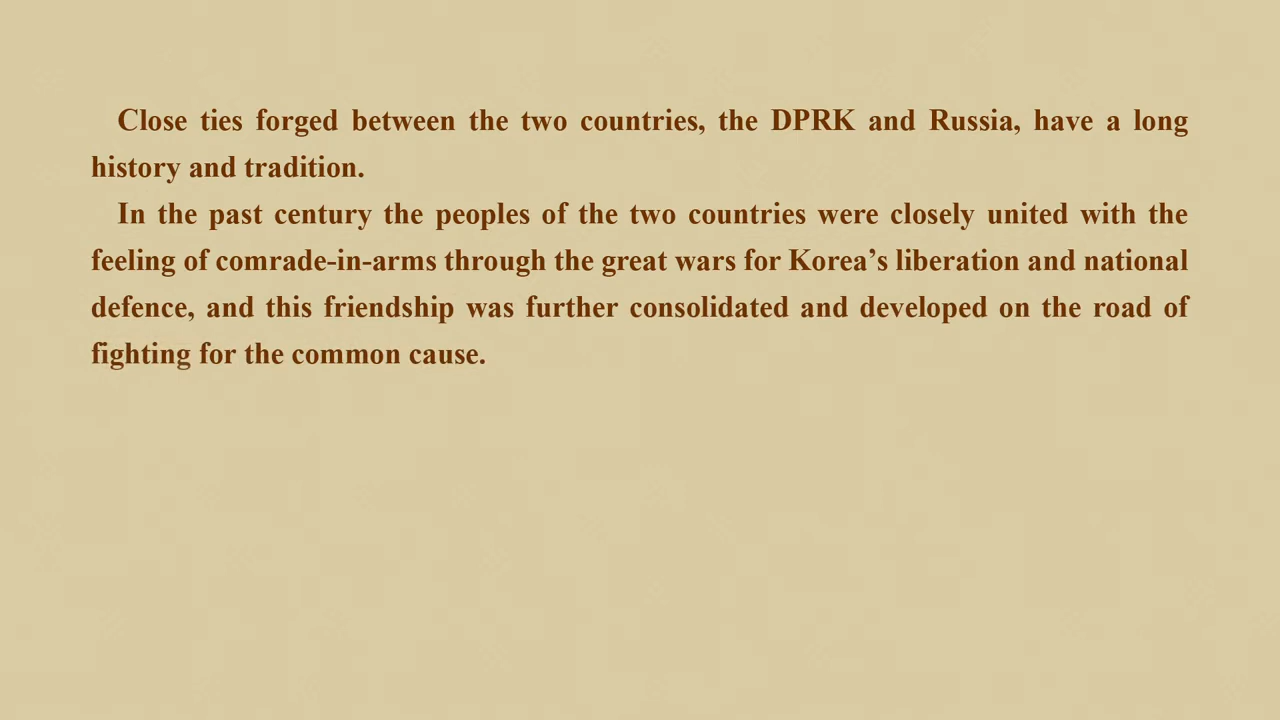 Close ties forged between the two countries, the DPRK and Russia, have a long
history and tradition.
In the past century the peoples of the two countries were closely united with the
feeling of comrade-in-arms through the great wars for Korea’s liberation and national
defence, and this friendship was further consolidated and developed on the road of
fighting for the common cause.